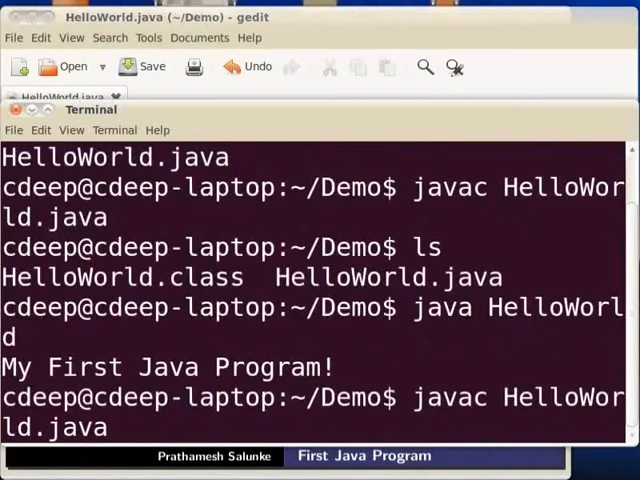 HelloWorld.java (~/Demo) - gedit
File Edit View Search Tools Documents Help
Open Save Undo
HelloWorld.java
Terminal
File Edit View Terminal Help
HelloWorld.java
cdeep@cdeep-laptop:~/Demo$ javac HelloWor
ld.java
cdeep@cdeep-laptop:~/Demo$ ls
HelloWorld.class  HelloWorld.java
cdeep@cdeep-laptop:~/Demo$ java HelloWorl
d
My First Java Program!
cdeep@cdeep-laptop:~/Demo$ javac HelloWor
ld.java
Prathamesh Salunke First Java Program